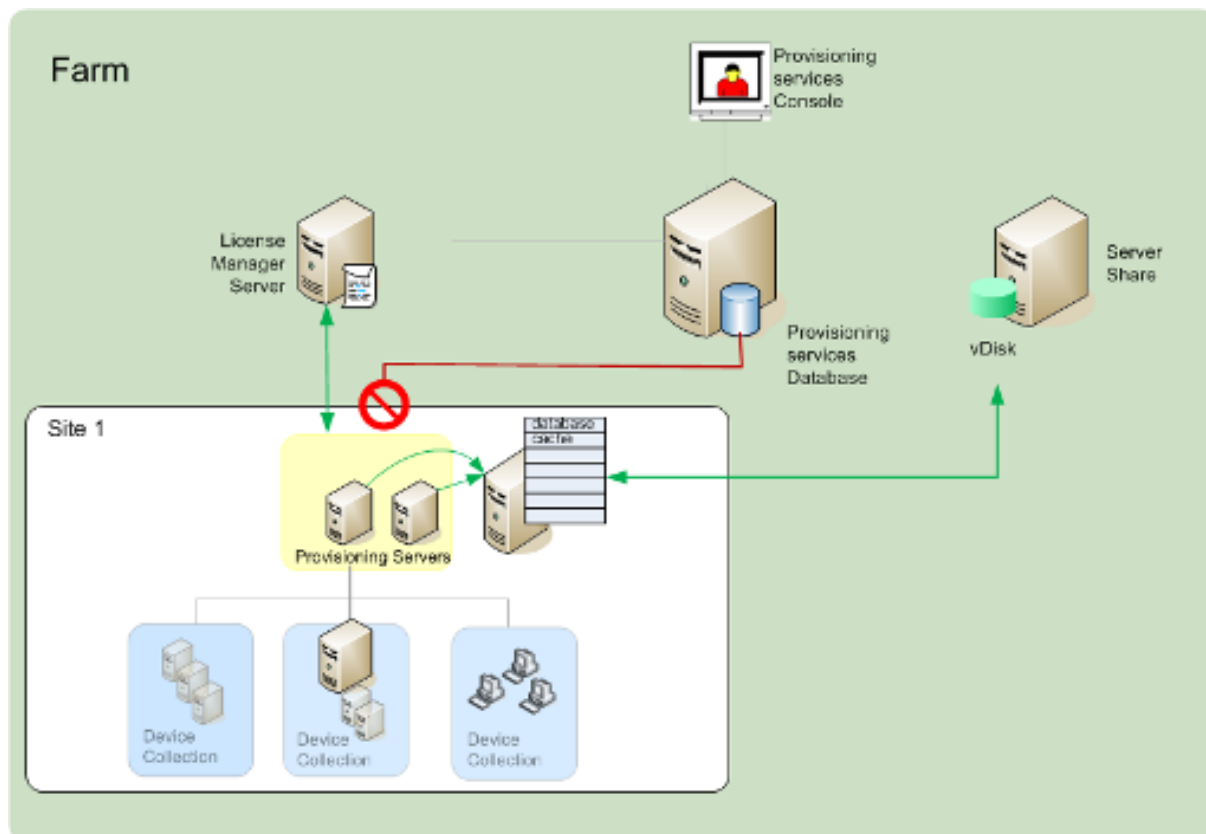 Farm
Provisioning
services
Console
License
Manager
Server
Server
Share
vDisk
Provisioning
services
Database
Site 1
database
cache
Provisioning Servers
Device
Collection
Device
Collection
Device
Collection